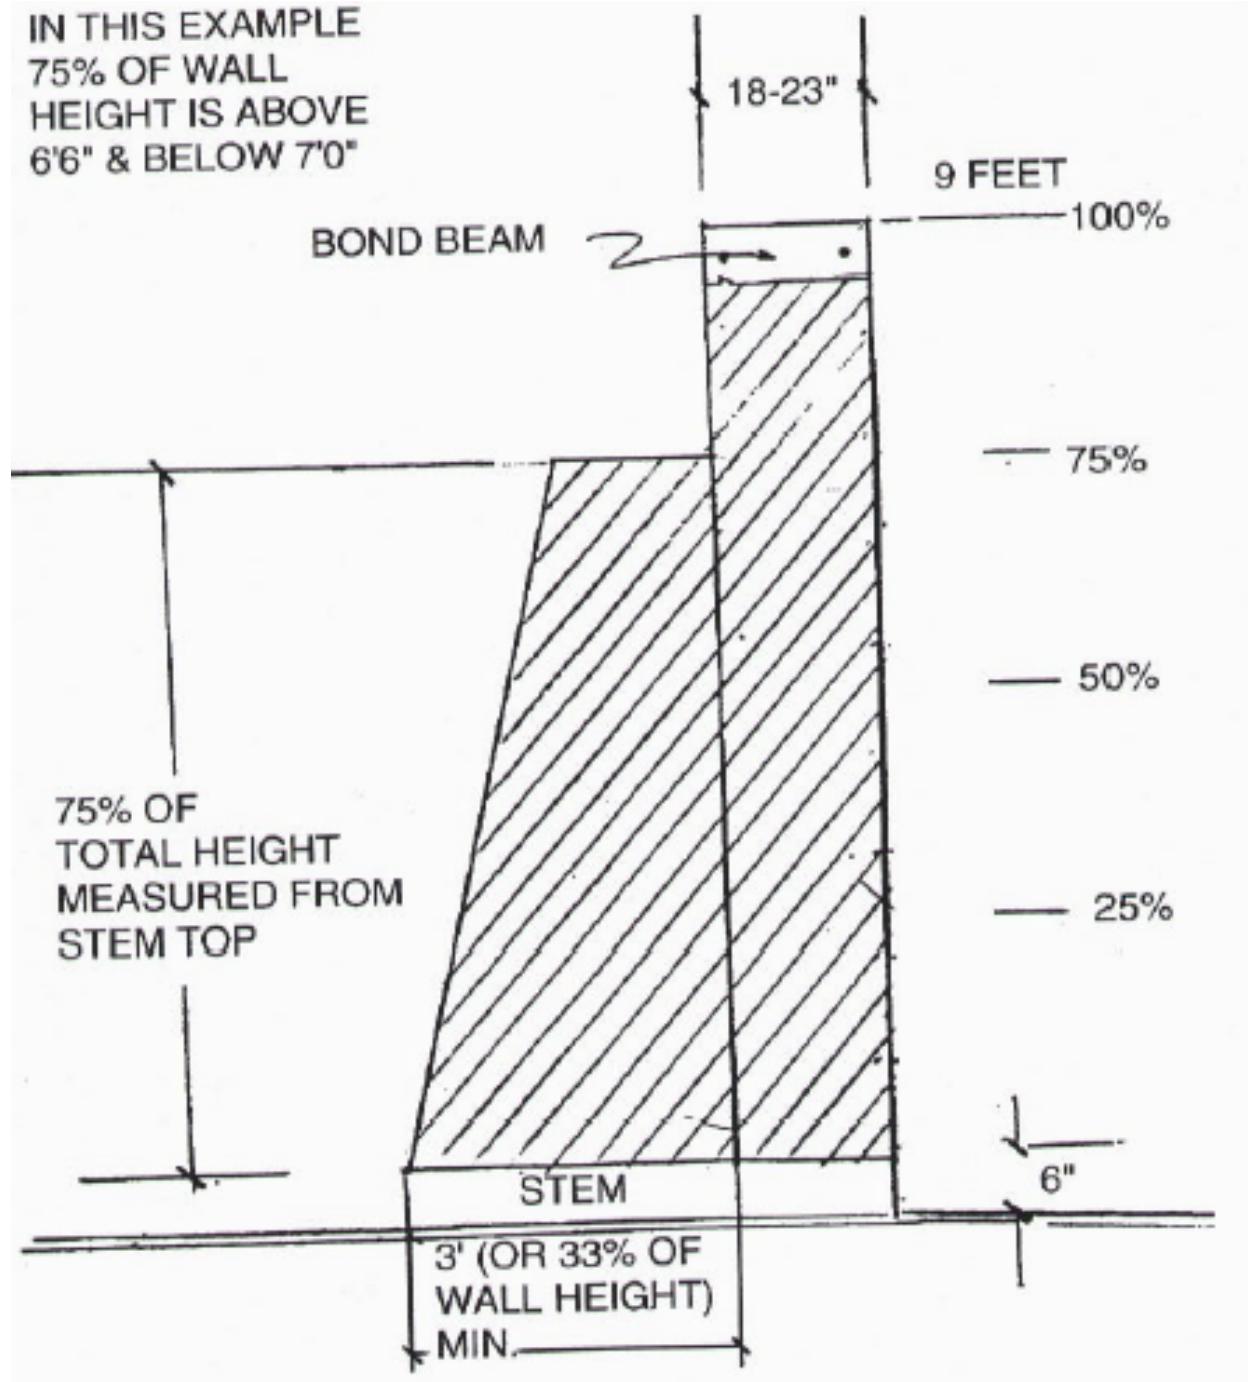 IN THIS EXAMPLE
75% OF WALL
HEIGHT IS ABOVE
6'6" & BELOW 7'0"
18-23"
9 FEET
100%
BOND BEAM
75%
50%
75% OF
TOTAL HEIGHT
MEASURED FROM
STEM TOP
25%
STEM
6"
3' (OR 33% OF
WALL HEIGHT)
MIN.